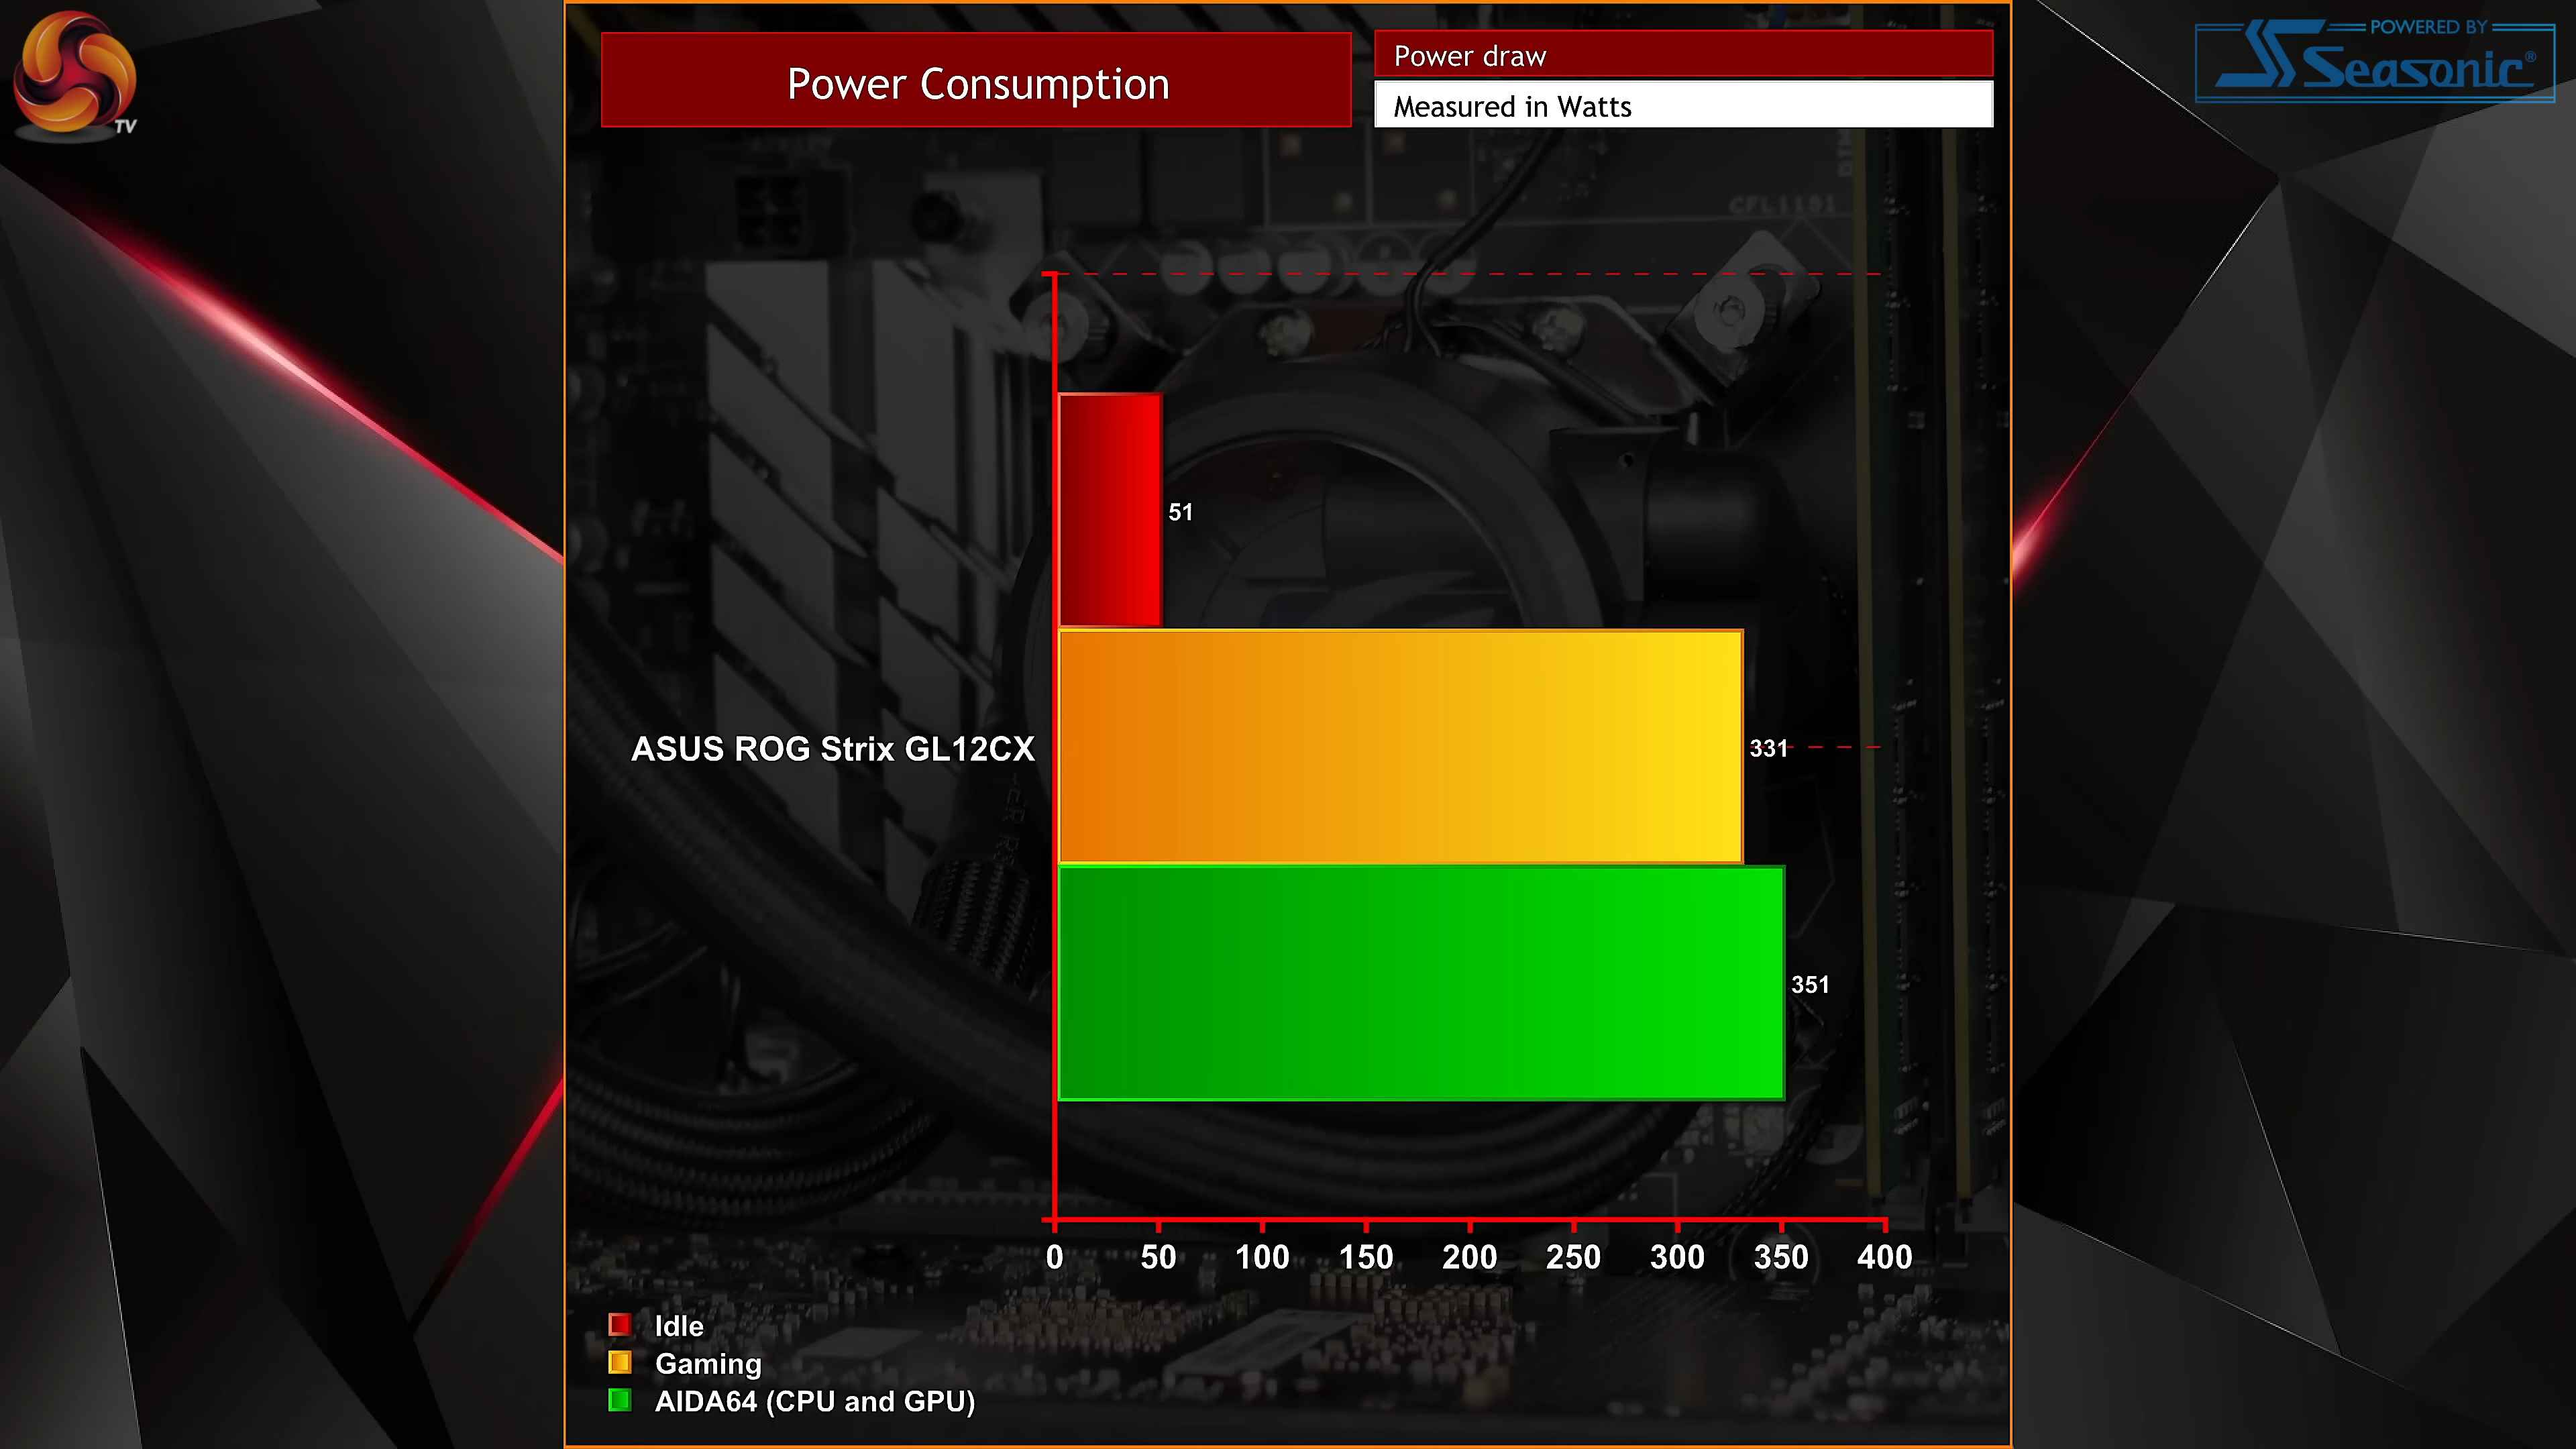 TV
Power Consumption
Power draw
Measured in Watts
POWERED BY
Seasonic®
CFL1151
51
ASUS ROG Strix GL12CX
331
351
0 50 100 150 200 250 300 350 400
Idle
Gaming
AIDA64 (CPU and GPU)